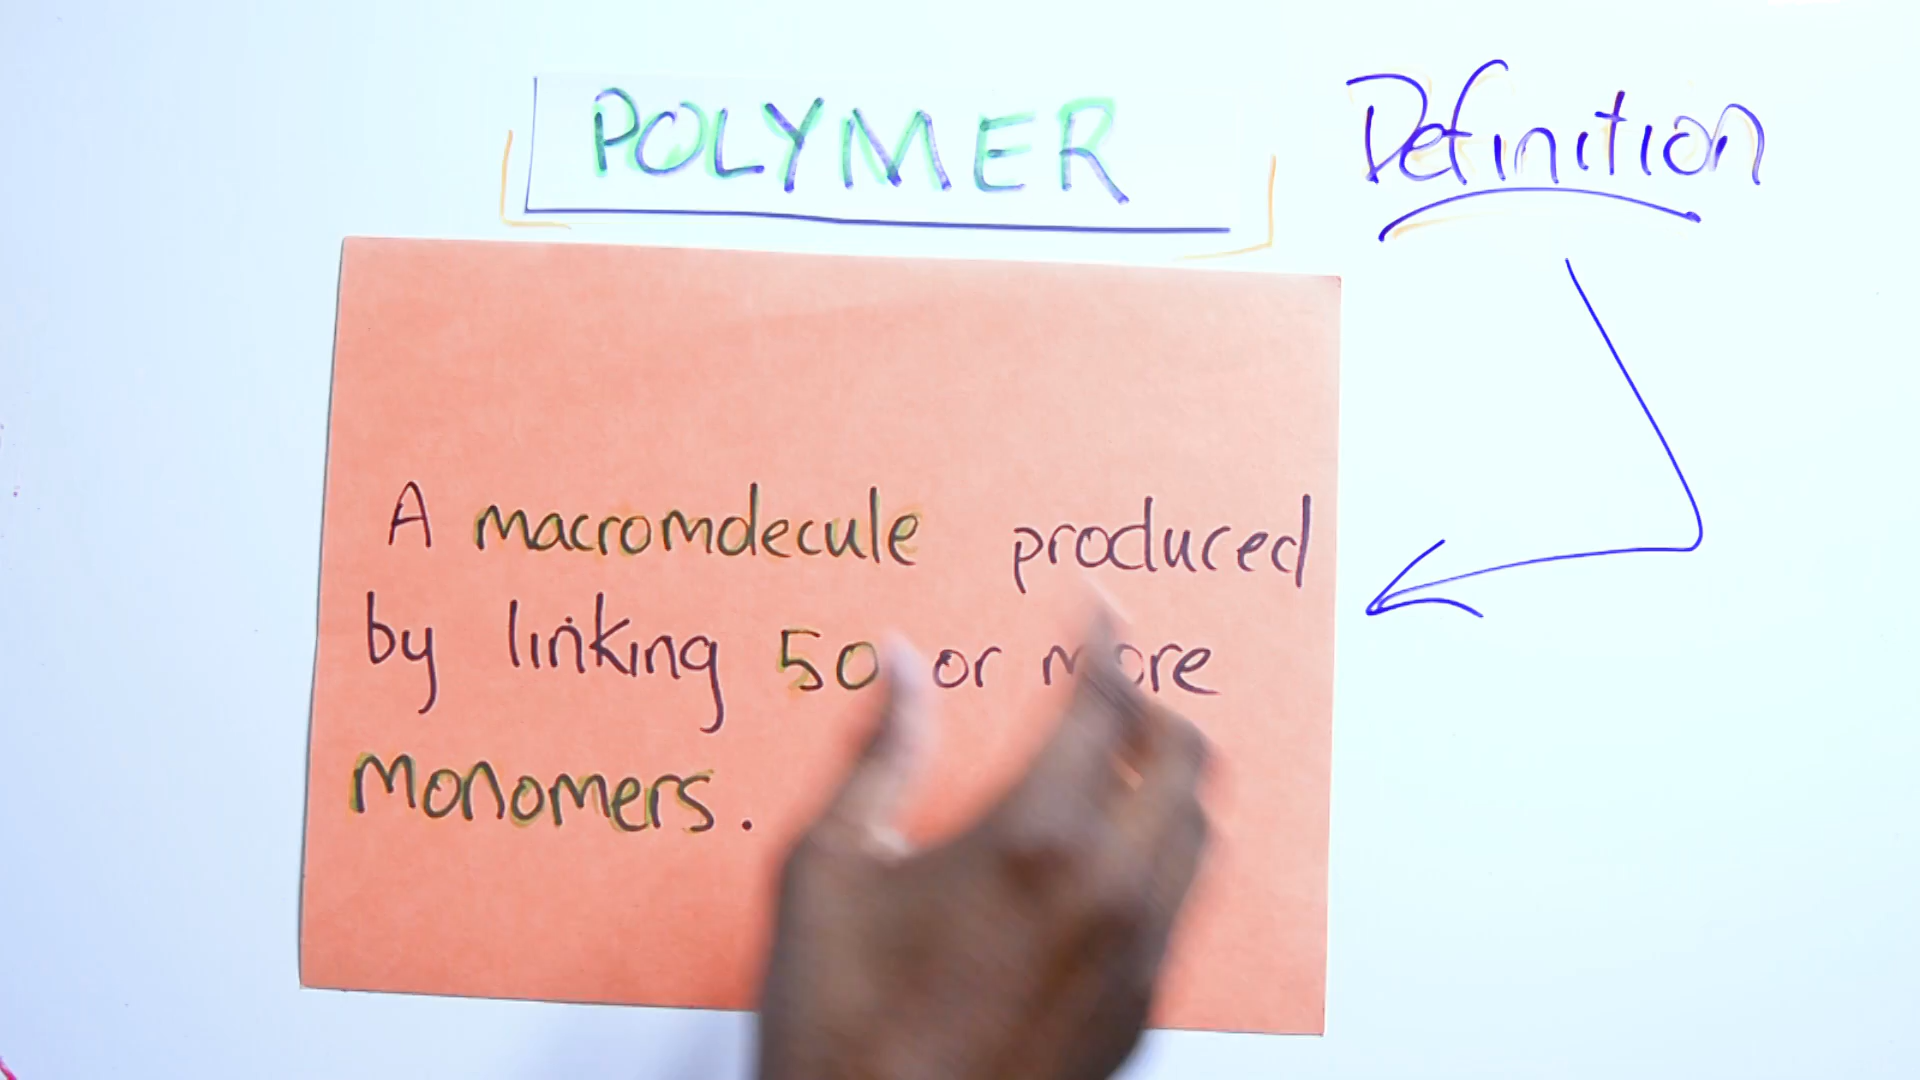 POLYMER Definition
A macromolecule produced
by linking 50 or more
monomers.